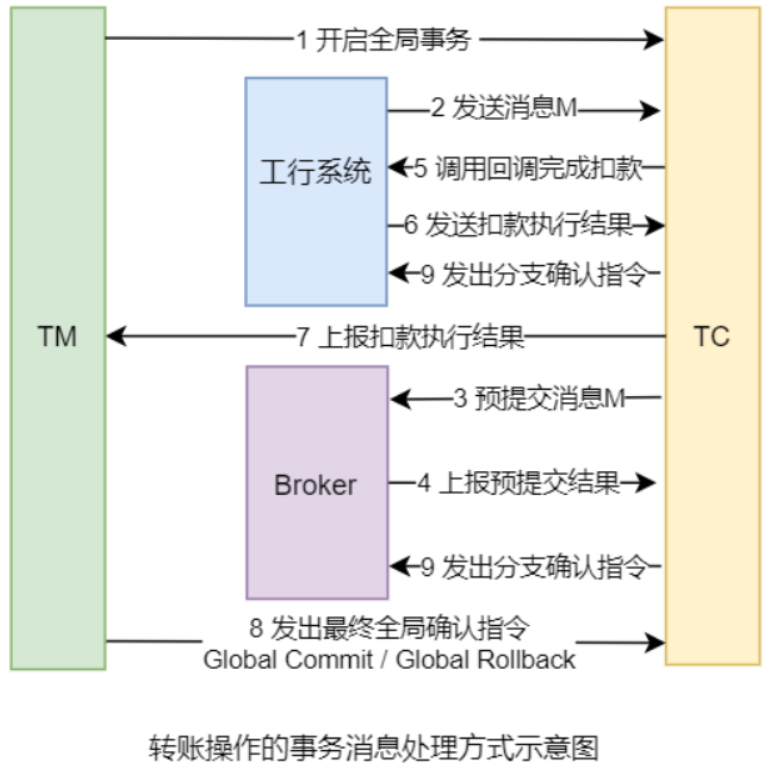 1 开启全局事务
2 发送消息M
工行系统
5 调用回调完成扣款
6 发送扣款执行结果
9 发出分支确认指令
TM
7 上报扣款执行结果
TC
3 预提交消息M
Broker
4 上报预提交结果
9 发出分支确认指令
8 发出最终全局确认指令
Global Commit / Global Rollback
转账操作的事务消息处理方式示意图